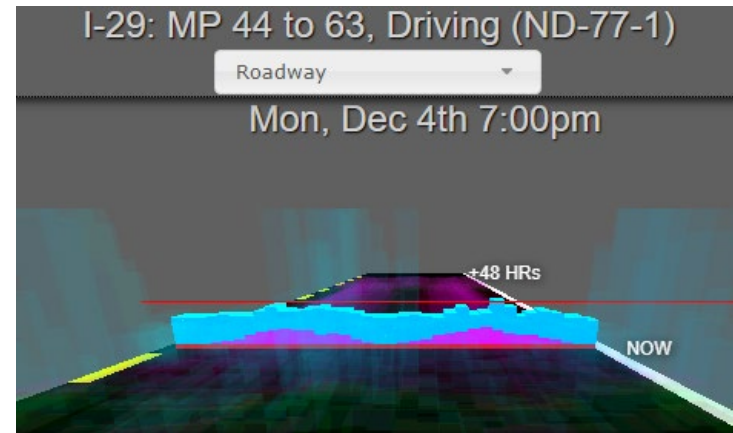 I-29: MP 44 to 63, Driving (ND-77-1)
Roadway
Mon, Dec 4th 7:00pm
+48 HRs
NOW